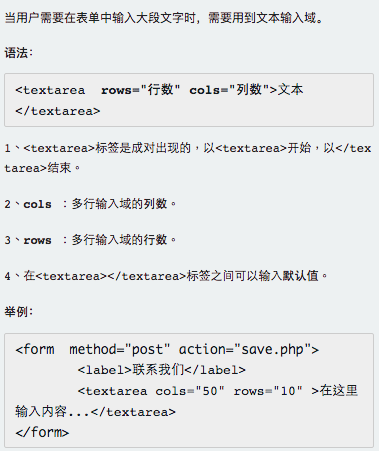 当用户需要在表单中输入大段文字时，需要用到文本输入域。
语法：
<textarea  rows="行数" cols="列数">文本
</textarea>
1、<textarea>标签是成对出现的，以<textarea>开始，以</tex
tarea>结束。
2、cols ：多行输入域的列数。
3、rows ：多行输入域的行数。
4、在<textarea></textarea>标签之间可以输入默认值。
举例：
<form  method="post" action="save.php">
        <label>联系我们</label>
        <textarea cols="50" rows="10" >在这里
输入内容...</textarea>
</form>